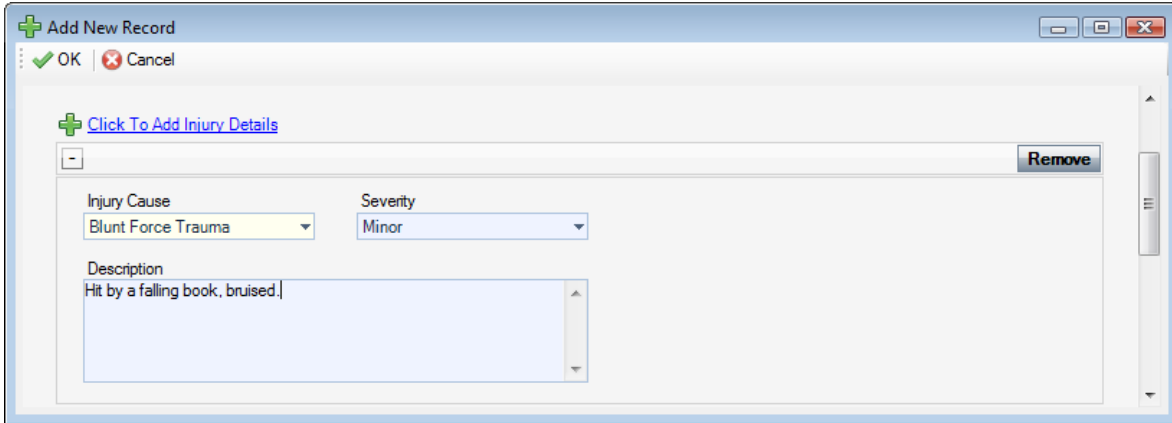 Add New Record
OK Cancel
Click To Add Injury Details
- Remove
Injury Cause Severity
Blunt Force Trauma Minor
Description
Hit by a falling book, bruised.